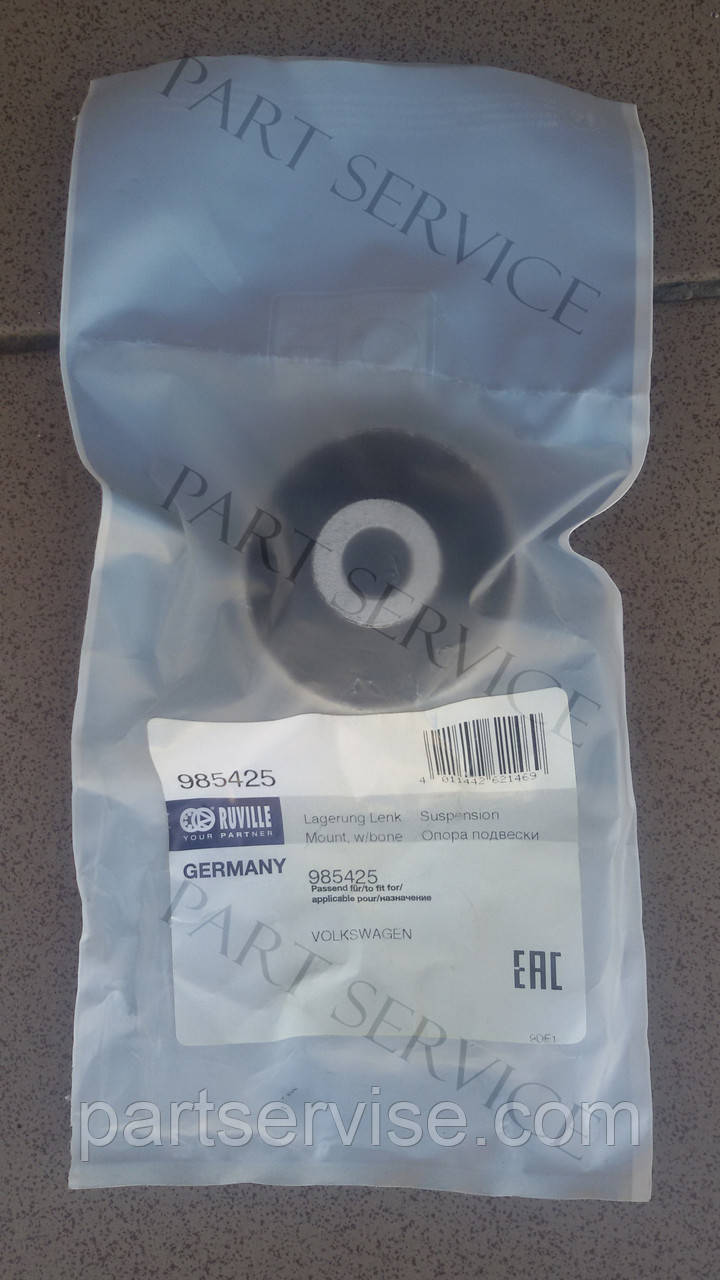 PART SERVICE
PART SERVICE
985425
4 011442 621469
RUVILLE
YOUR PARTNER
Lagerung Lenk Suspension
Mount, w/bone Опора подвески
GERMANY
985425
Passend für/to fit for/
applicable pour/назначение
VOLKSWAGEN
EAC
PART SERVICE
partservise.com